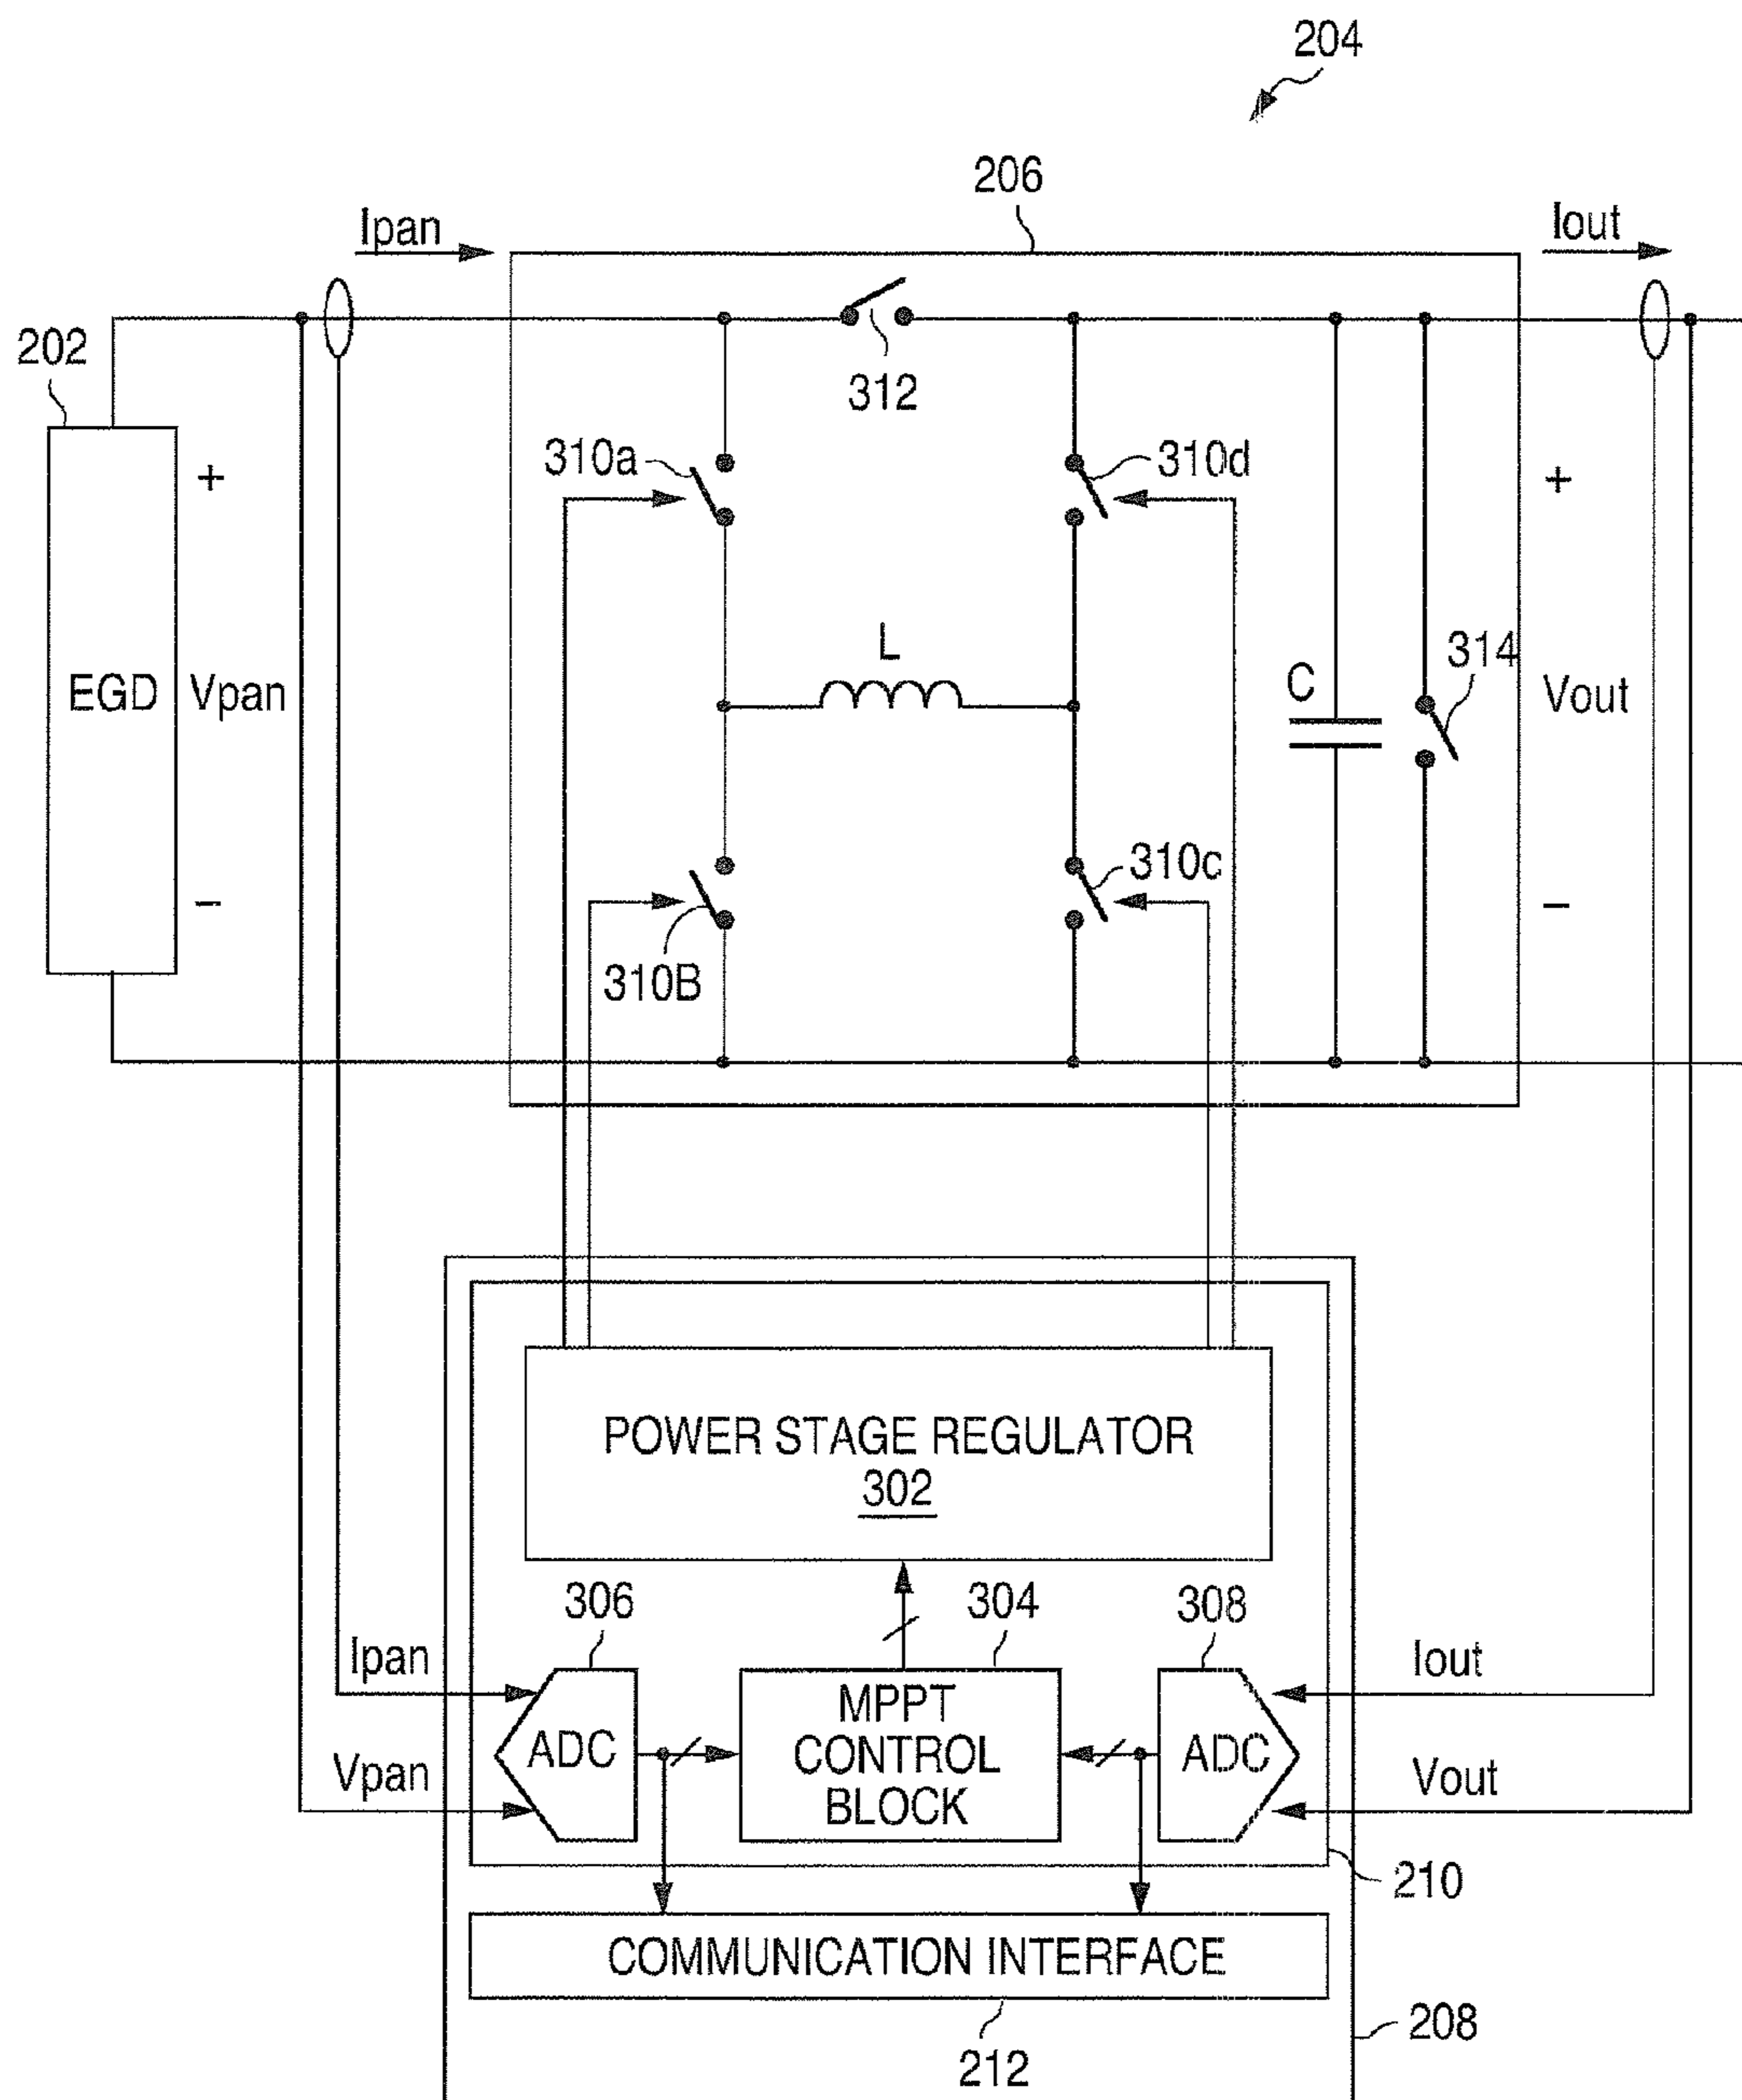 204
206
Ipan
Iout
202
312
310a
310d
+
+
L
314
EGD
Vpan
C
Vout
310c
–
–
310B
POWER STAGE REGULATOR
302
306
304
308
Ipan
Iout
MPPT
CONTROL
BLOCK
ADC
ADC
Vpan
Vout
210
COMMUNICATION INTERFACE
208
212